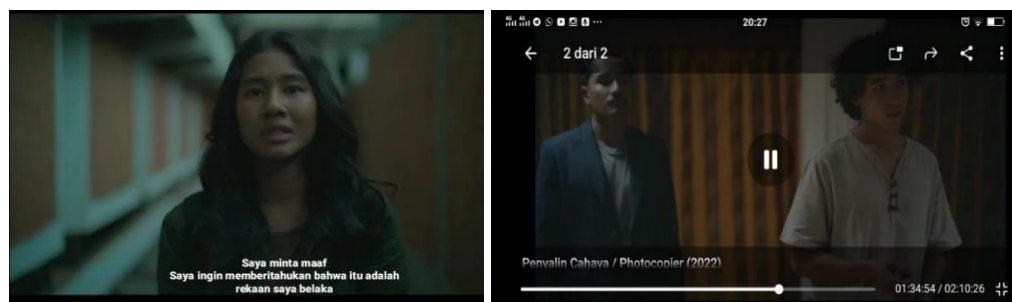 Saya minta maaf
Saya ingin memberitahukan bahwa itu adalah
rekaan saya belaka
20:27
2 dari 2
Penyalin Cahaya / Photocopier (2022)
01:34:54 / 02:10:26